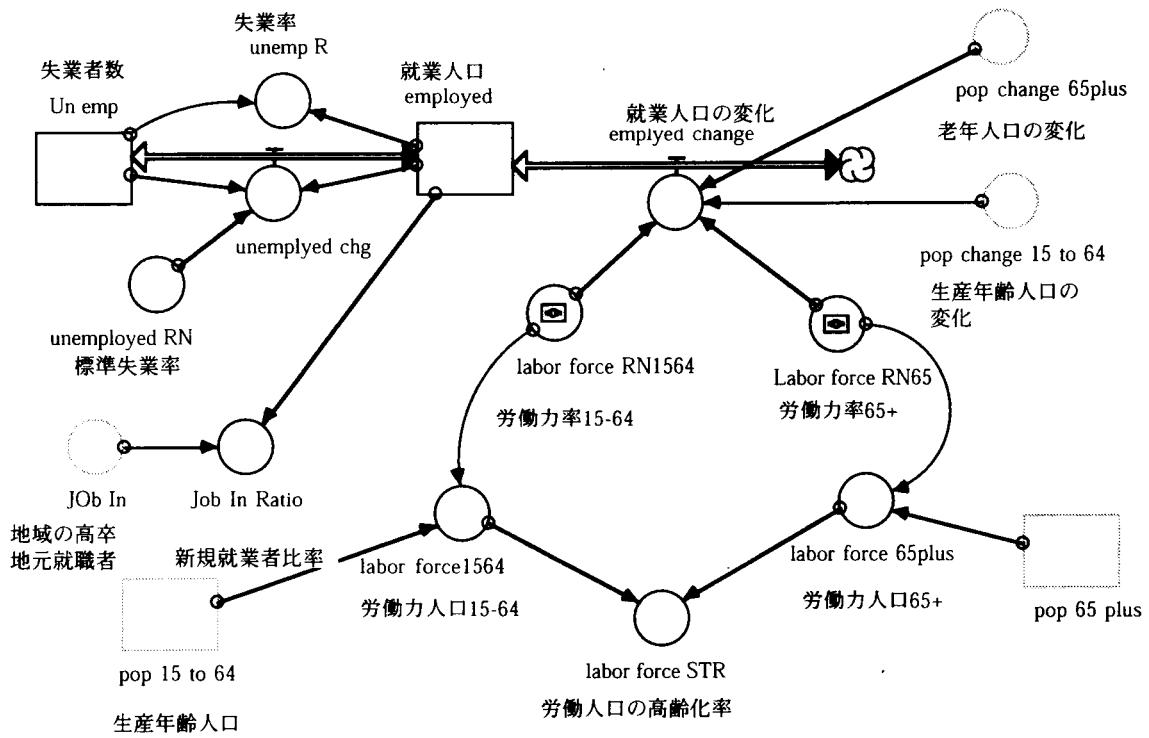 失業率
unemp R
失業者数
Un emp
就業人口
employed
就業人口の変化
emplyed change
pop change 65plus
老年人口の変化
unemplyed chg
pop change 15 to 64
生産年齢人口の
変化
unemployed RN
標準失業率
labor force RN1564
労働力率15-64
Labor force RN65
労働力率65+
JOb In
地域の高卒
地元就職者
Job In Ratio
新規就業者比率
labor force1564
労働力人口15-64
labor force 65plus
労働力人口65+
pop 65 plus
pop 15 to 64
生産年齢人口
labor force STR
労働人口の高齢化率